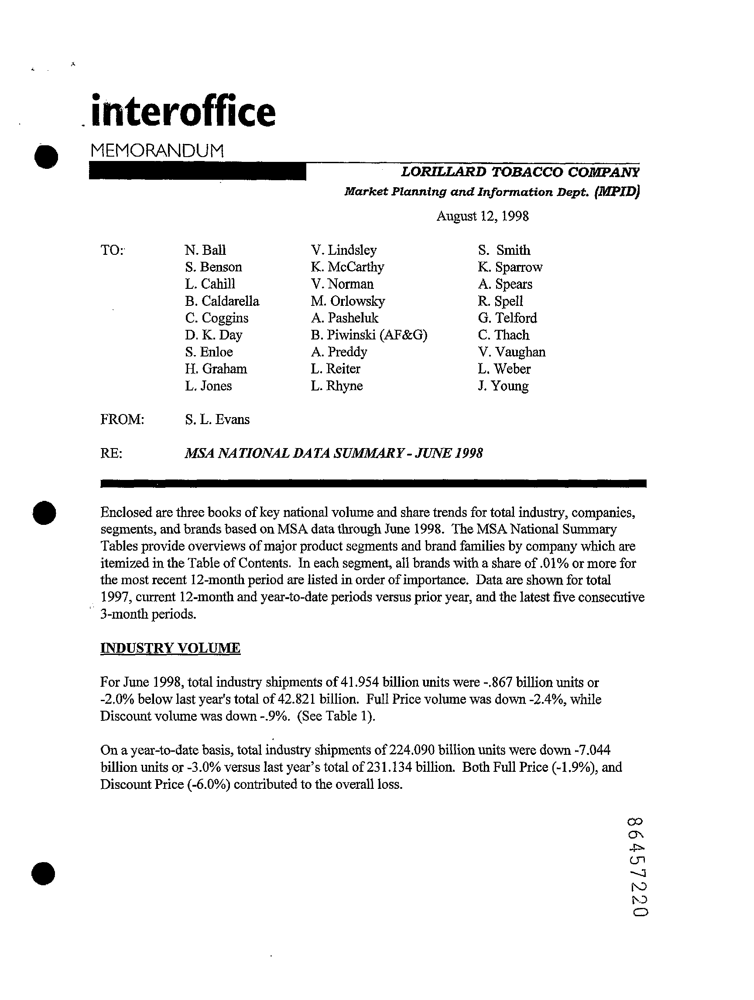 interoffice
MEMORANDUM
LORILLARD TOBACCO COMPANY
Market Planning and Information Dept. (MPID)
August 12, 1998
TO: N. Ball V. Lindsley S. Smith
S. Benson K. McCarthy K. Sparrow
L. Cahill V. Norman A. Spears
B. Caldarella M. Orlowsky R. Spell
C. Coggins A. Pasheluk G. Telford
D. K. Day B. Piwinski (AF&G) C. Thach
S. Enloe A. Preddy V. Vaughan
H. Graham L. Reiter L. Weber
L. Jones L. Rhyne J. Young
FROM: S. L. Evans
RE: MSA NATIONAL DATA SUMMARY - JUNE 1998
Enclosed are three books of key national volume and share trends for total industry, companies,
segments, and brands based on MSA data through June 1998. The MSA National Summary
Tables provide overviews of major product segments and brand families by company which are
itemized in the Table of Contents. In each segment, all brands with a share of .01% or more for
the most recent 12-month period are listed in order of importance. Data are shown for total
1997, current 12-month and year-to-date periods versus prior year, and the latest five consecutive
3-month periods.
INDUSTRY VOLUME
For June 1998, total industry shipments of 41.954 billion units were -.867 billion units or
-2.0% below last year's total of 42.821 billion. Full Price volume was down -2.4%, while
Discount volume was down -.9%. (See Table 1).
On a year-to-date basis, total industry shipments of 224.090 billion units were down -7.044
billion units or -3.0% versus last year's total of 231.134 billion. Both Full Price (-1.9%), and
Discount Price (-6.0%) contributed to the overall loss.
86457220